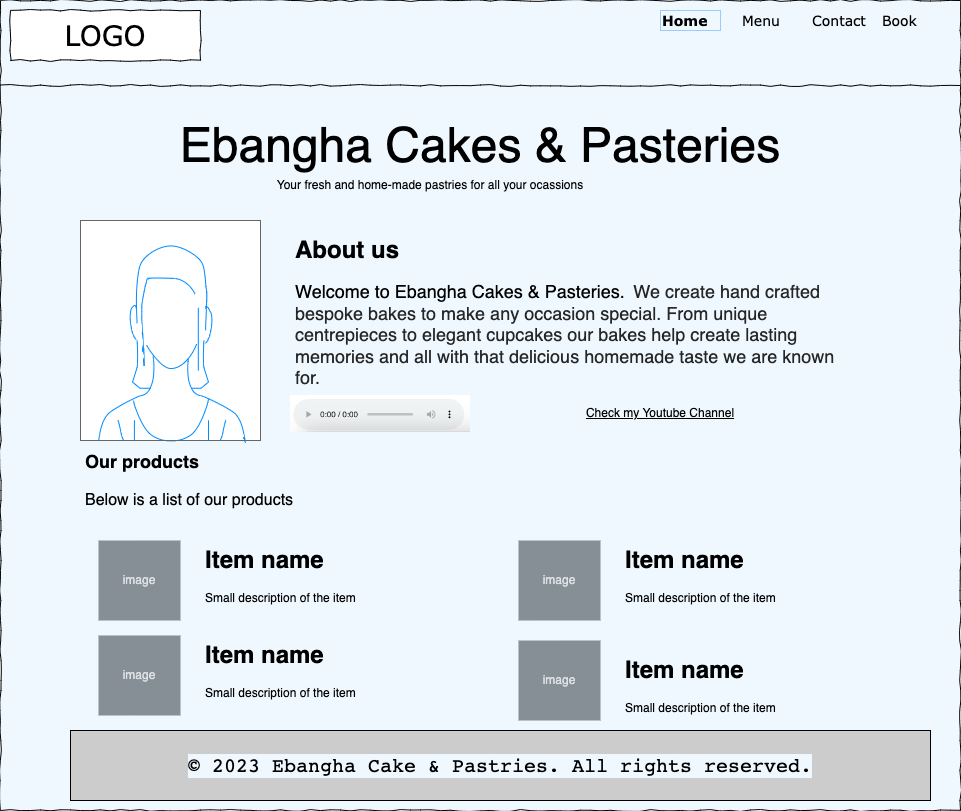 LOGO
Home Menu Contact Book
Ebangha Cakes & Pasteries
Your fresh and home-made pastries for all your ocassions
About us
Welcome to Ebangha Cakes & Pasteries. We create hand crafted
bespoke bakes to make any occasion special. From unique
centrepieces to elegant cupcakes our bakes help create lasting
memories and all with that delicious homemade taste we are known
for.
0:00 / 0:00
Check my Youtube Channel
Our products
Below is a list of our products
image
Item name
Small description of the item
image
Item name
Small description of the item
image
Item name
Small description of the item
image
Item name
Small description of the item
© 2023 Ebangha Cake & Pastries. All rights reserved.